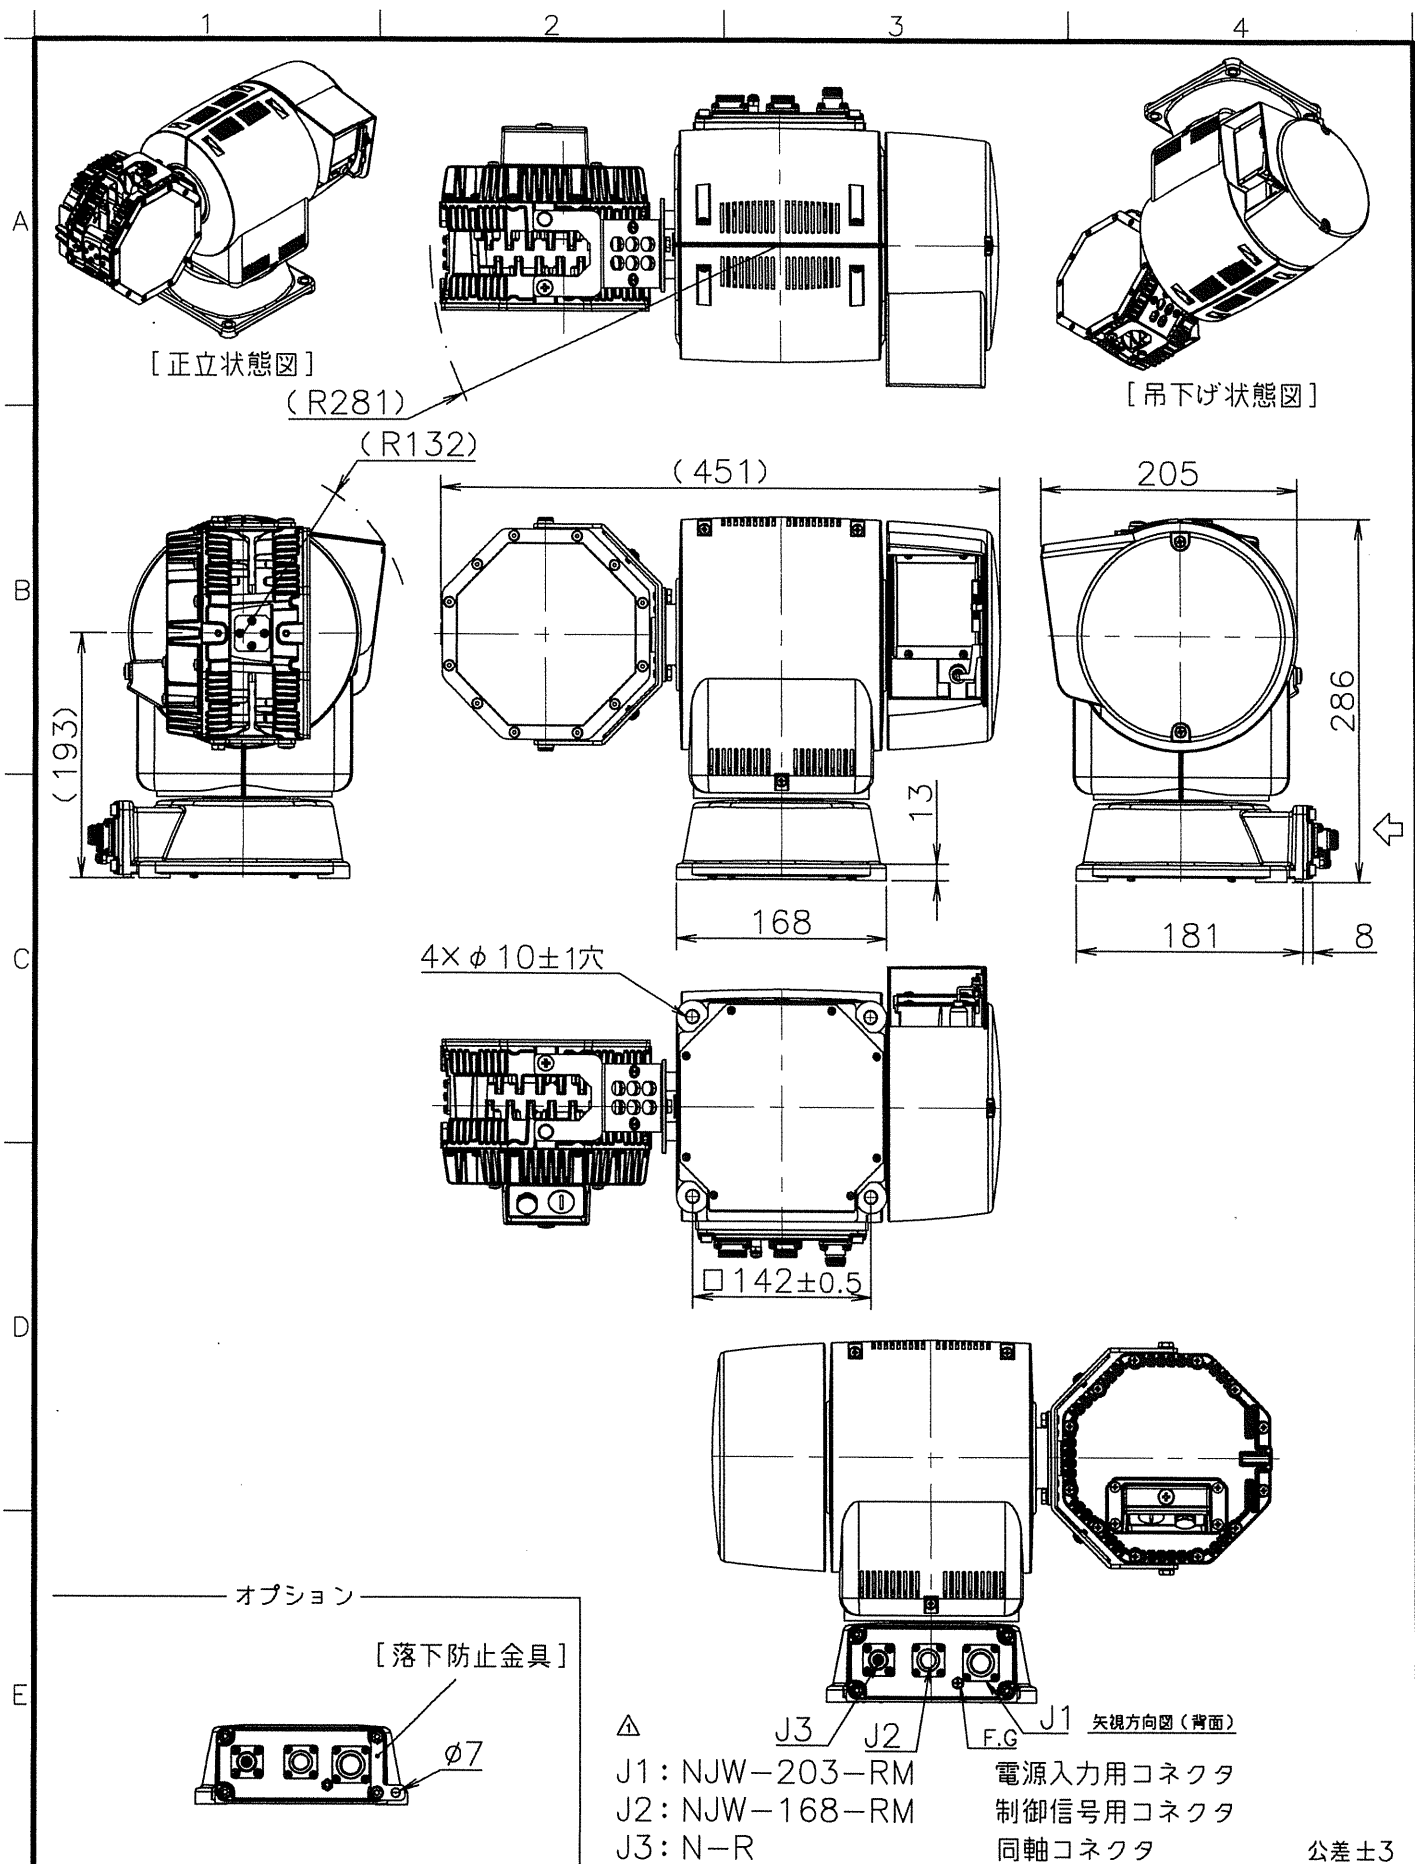 1 2 3 4
A
[正立状態図]
[吊下げ状態図]
(R281)
(R132)
(451)
205
B
(193)
286
13
168
181
8
C
4×φ10±1穴
□142±0.5
D
オプション
[落下防止金具]
φ7
E
J3
J2
F.G
J1
矢視方向図(背面)
1
J1:NJW-203-RM 電源入力用コネクタ
J2:NJW-168-RM 制御信号用コネクタ
J3:N-R 同軸コネクタ
公差±3